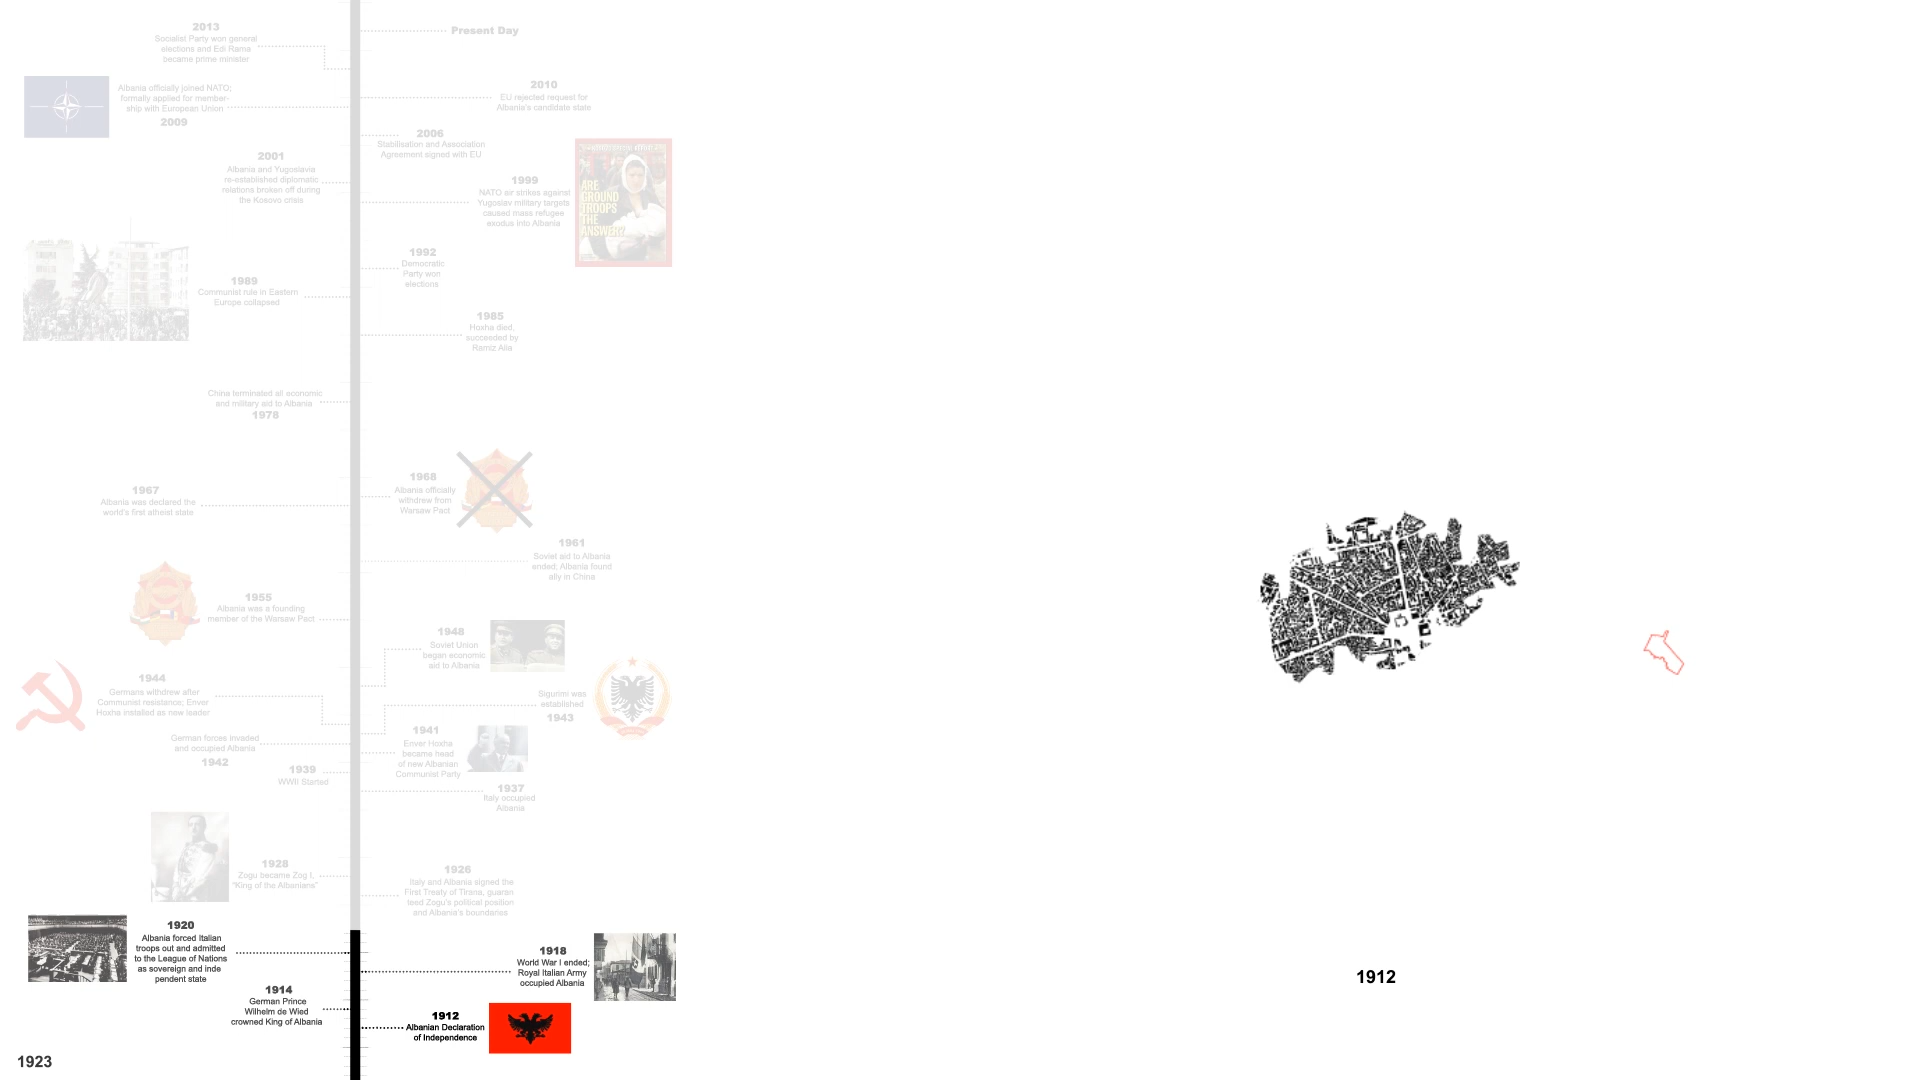 2013
Socialist Party won general
elections and Edi Rama
became prime minister
Present Day
Albania officially joined NATO;
formally applied for member-
ship with European Union
2009
2010
EU rejected request for
Albania's candidate state
2006
Stabilisation and Association
Agreement signed with EU
2001
Albania and Yugoslavia
re-established diplomatic
relations broken off during
the Kosovo crisis
1999
NATO air strikes against
Yugoslav military targets
caused mass refugee
exodus into Albania
ARE
GROUND
TROOPS
THE
ANSWER?
1992
Democratic
Party won
elections
1989
Communist rule in Eastern
Europe collapsed
1985
Hoxha died,
succeeded by
Ramiz Alia
China terminated all economic
and military aid to Albania
1978
1968
Albania officially
withdrew from
Warsaw Pact
1967
Albania was declared the
world's first atheist state
1961
Soviet aid to Albania
ended; Albania found
ally in China
1955
Albania was a founding
member of the Warsaw Pact
1948
Soviet Union
began economic
aid to Albania
1944
Germans withdrew after
Communist resistance; Enver
Hoxha installed as new leader
Sigurimi was
established
1943
German forces invaded
and occupied Albania
1942
1941
Enver Hoxha
became head
of new Albanian
Communist Party
1939
WWII Started
1937
Italy occupied
Albania
1928
Zogu became Zog I,
"King of the Albanians"
1926
Italy and Albania signed the
First Treaty of Tirana, guaran
teed Zogu's political position
and Albania's boundaries
1920
Albania forced Italian
troops out and admitted
to the League of Nations
as sovereign and inde
pendent state
1918
World War I ended;
Royal Italian Army
occupied Albania
1914
German Prince
Wilhelm de Wied
crowned King of Albania
1912
Albanian Declaration
of Independence
1923
1912